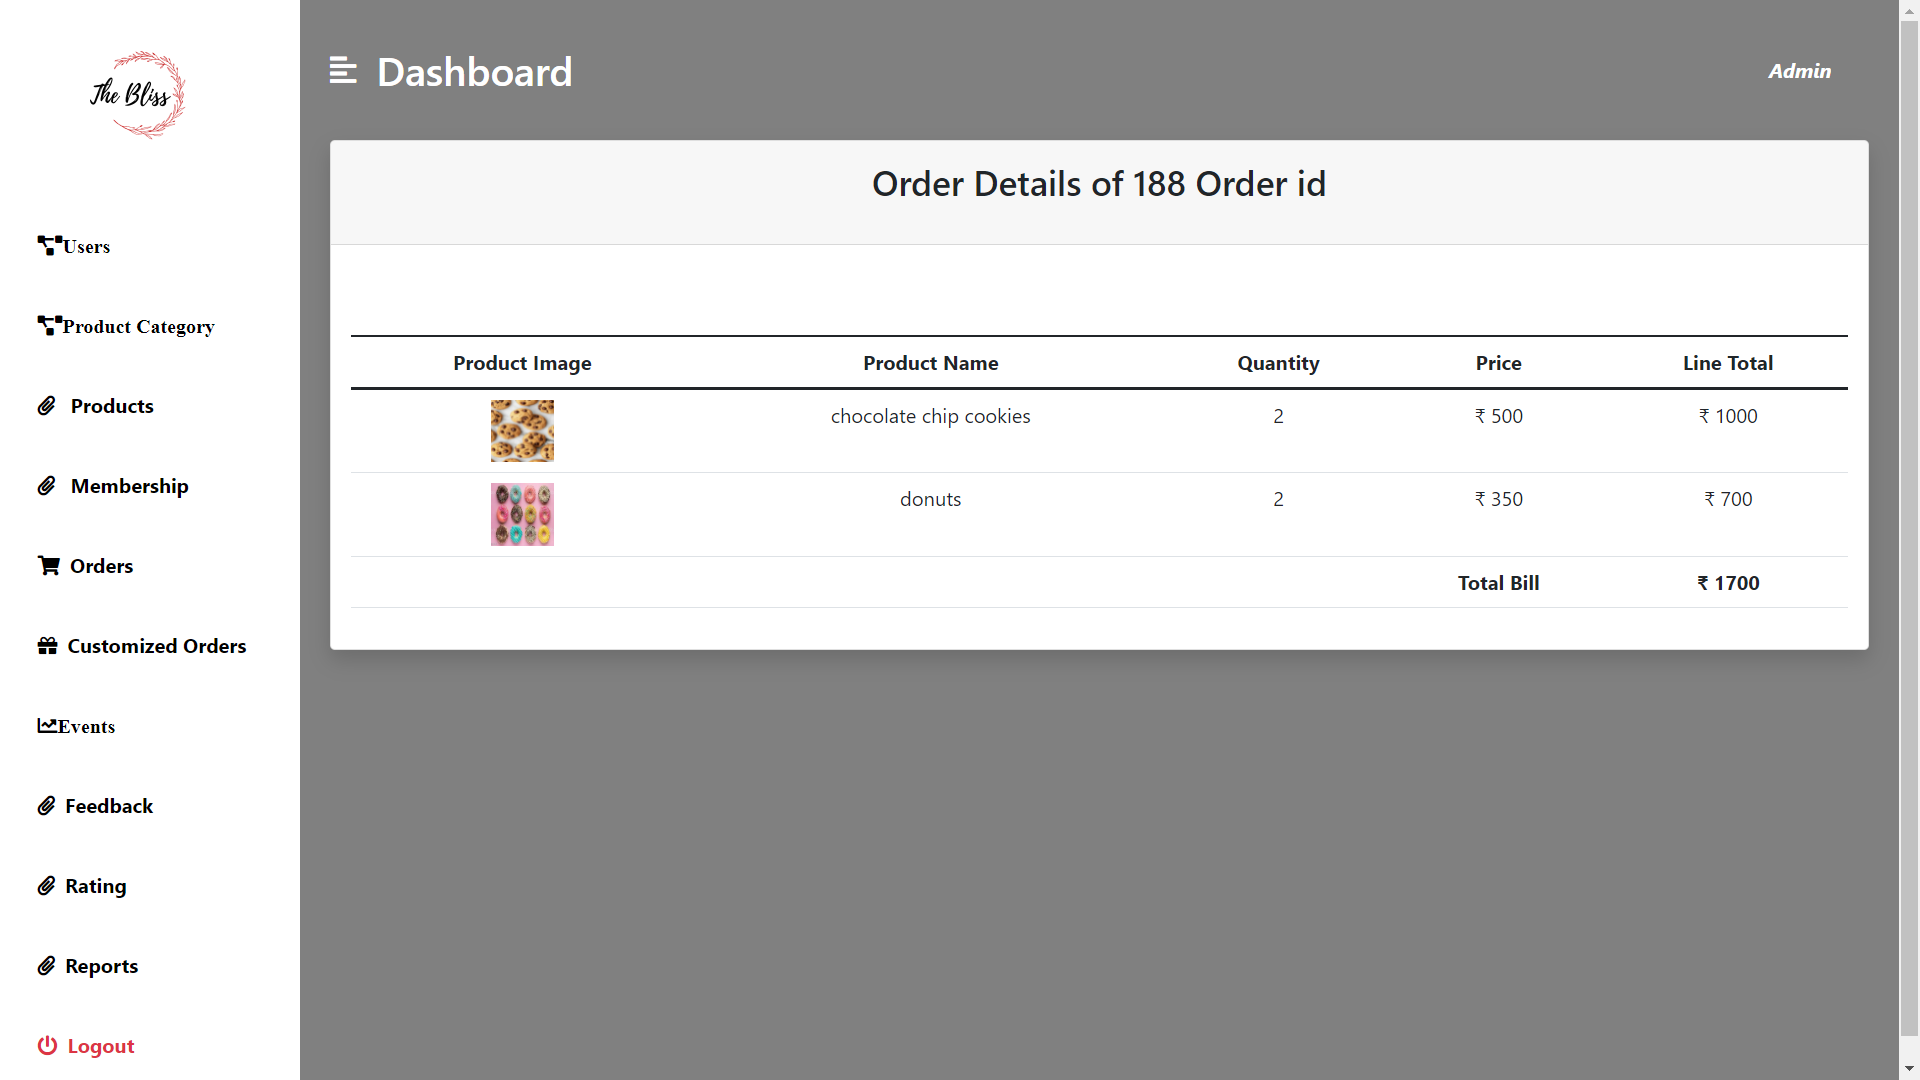 The Bliss
Users
Product Category
Products
Membership
Orders
Customized Orders
Events
Feedback
Rating
Reports
Logout
Dashboard
Admin
Order Details of 188 Order id
Product Image Product Name Quantity Price Line Total
chocolate chip cookies 2 ₹ 500 ₹ 1000
donuts 2 ₹ 350 ₹ 700
Total Bill ₹ 1700